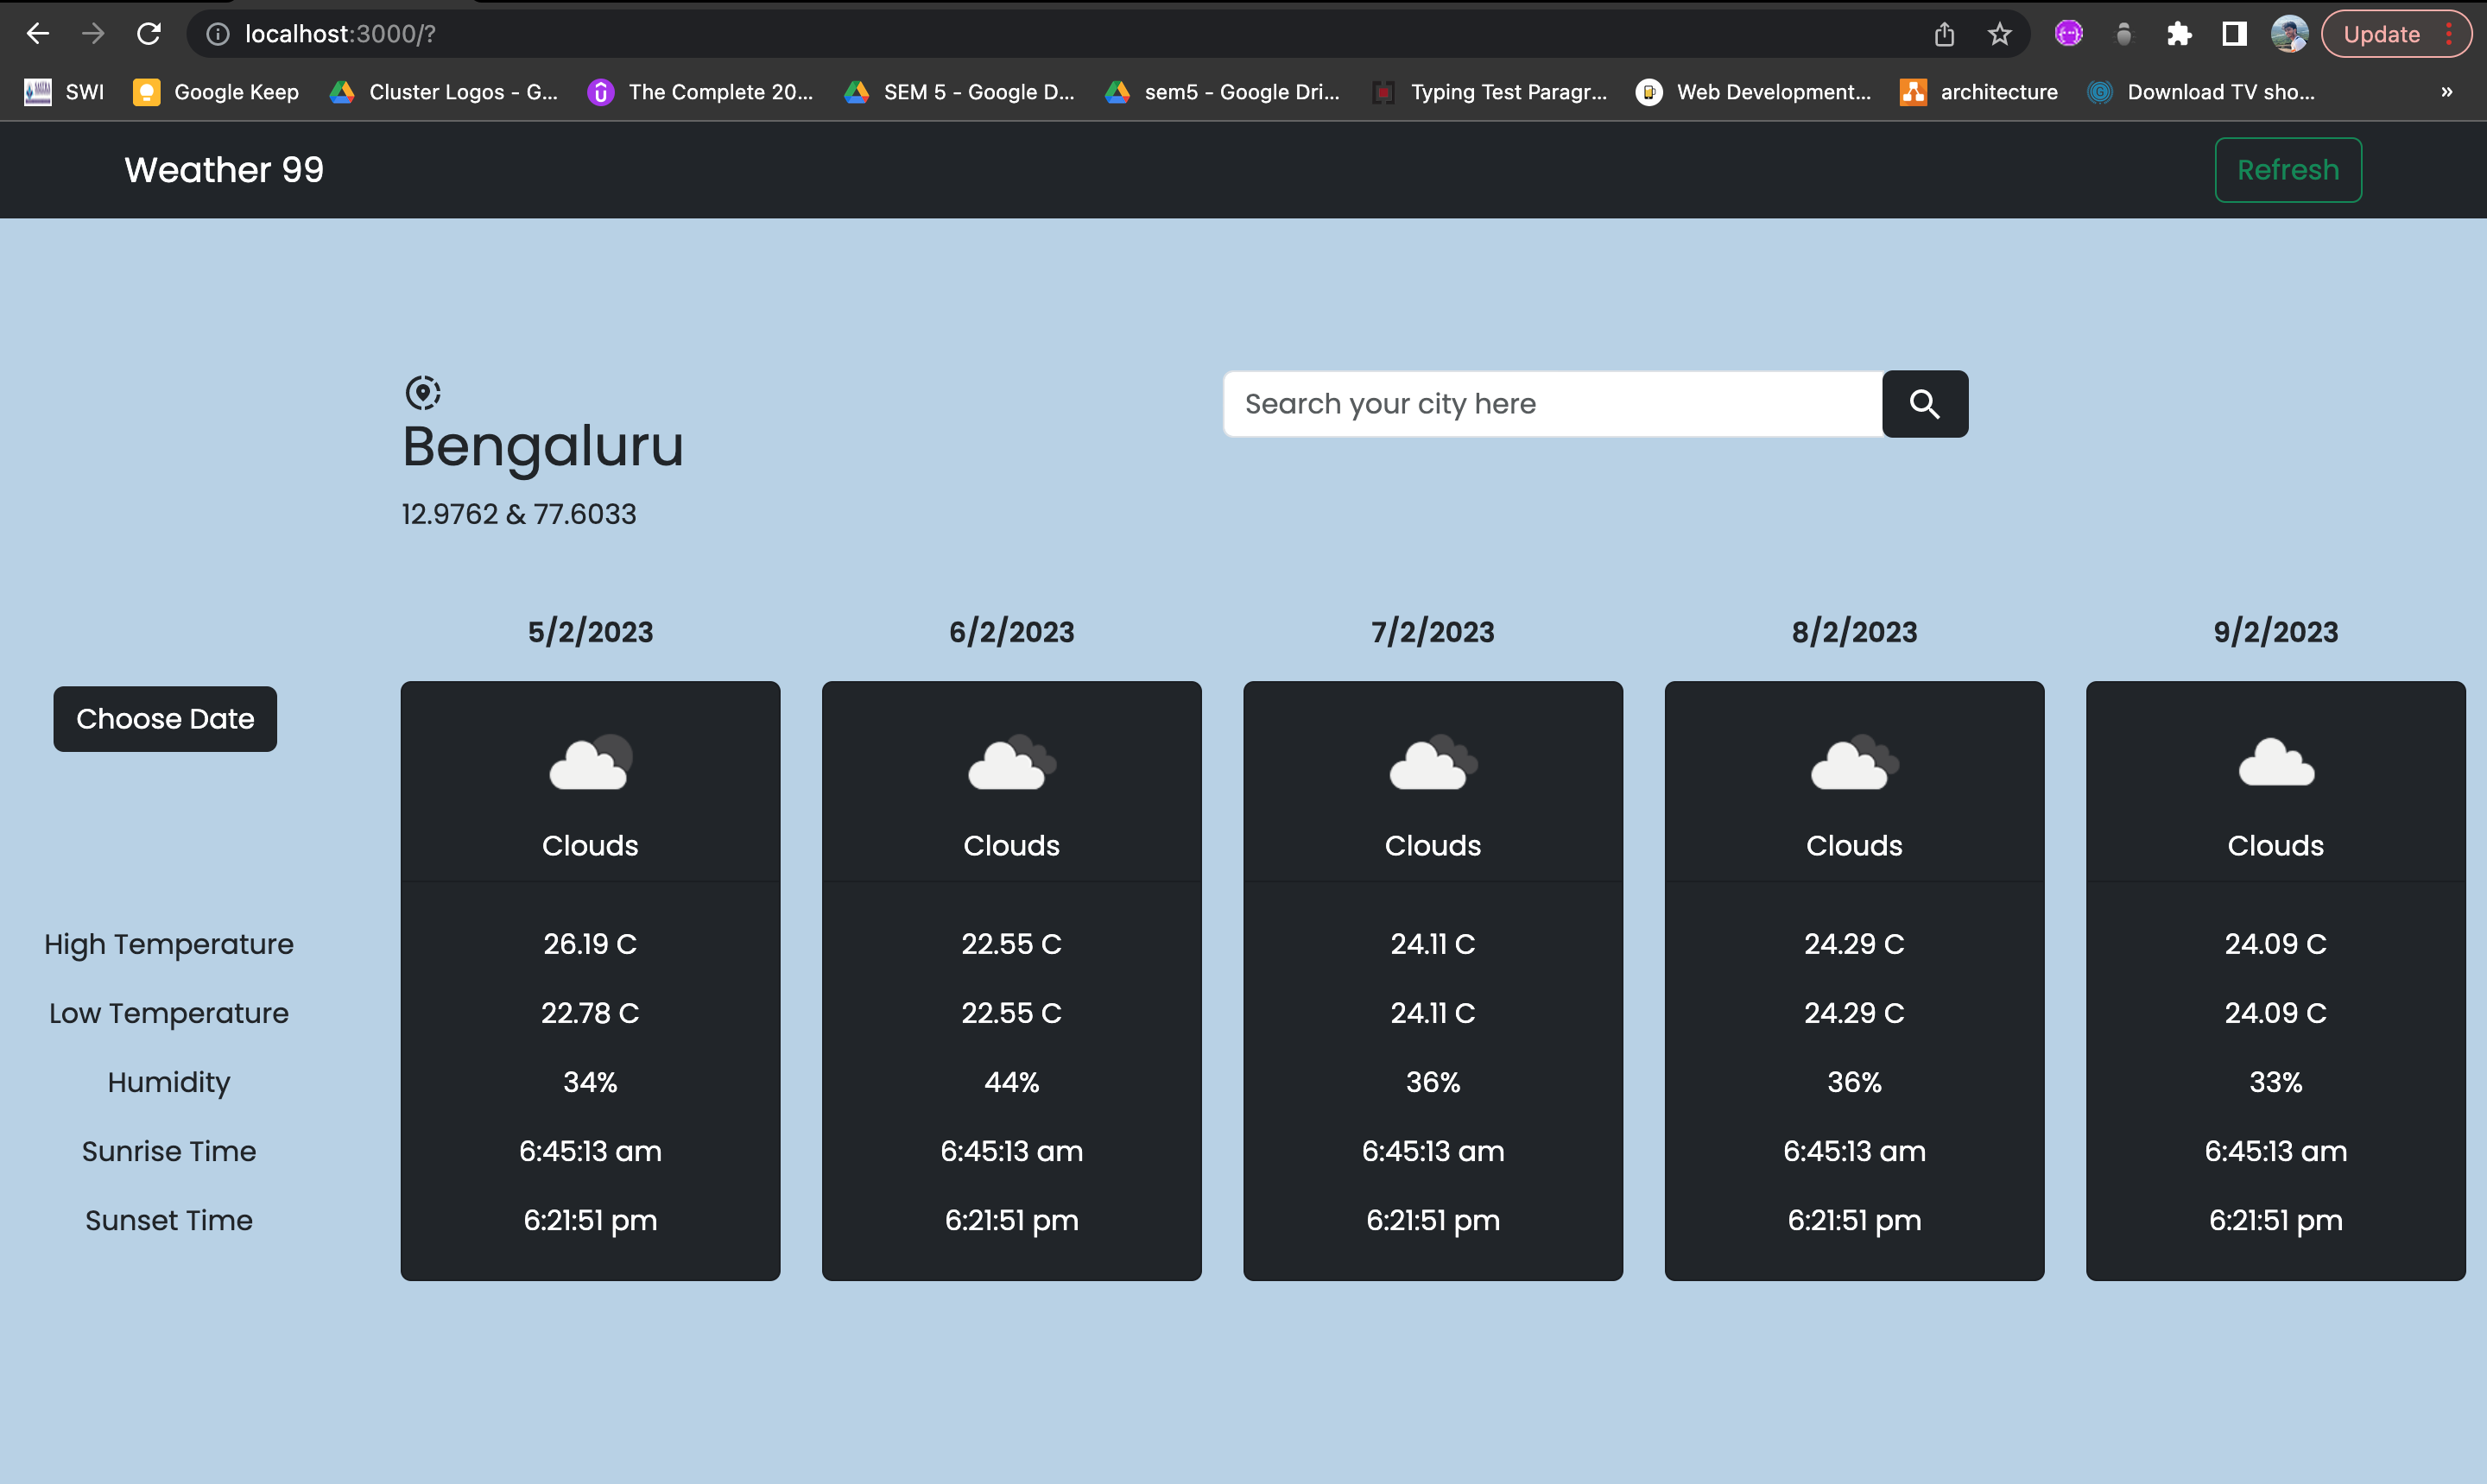 localhost:3000/?
Update
SWI Google Keep Cluster Logos - G... The Complete 20... SEM 5 - Google D... sem5 - Google Dri... Typing Test Paragr... Web Development... architecture Download TV sho... »
Weather 99 Refresh
Search your city here
Bengaluru
12.9762 & 77.6033
5/2/2023 6/2/2023 7/2/2023 8/2/2023 9/2/2023
Choose Date
Clouds Clouds Clouds Clouds Clouds
High Temperature 26.19 C 22.55 C 24.11 C 24.29 C 24.09 C
Low Temperature 22.78 C 22.55 C 24.11 C 24.29 C 24.09 C
Humidity 34% 44% 36% 36% 33%
Sunrise Time 6:45:13 am 6:45:13 am 6:45:13 am 6:45:13 am 6:45:13 am
Sunset Time 6:21:51 pm 6:21:51 pm 6:21:51 pm 6:21:51 pm 6:21:51 pm